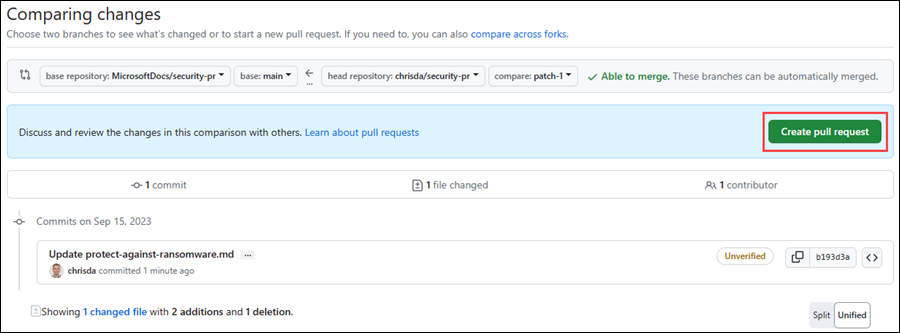 Comparing changes
Choose two branches to see what's changed or to start a new pull request. If you need to, you can also compare across forks.
base repository: MicrosoftDocs/security-pr base: main head repository: chrisda/security-pr compare: patch-1 Able to merge. These branches can be automatically merged.
Discuss and review the changes in this comparison with others. Learn about pull requests Create pull request
1 commit 1 file changed 1 contributor
Commits on Sep 15, 2023
Update protect-against-ransomware.md ... Unverified b193d3a
chrisda committed 1 minute ago
Showing 1 changed file with 2 additions and 1 deletion. Split Unified